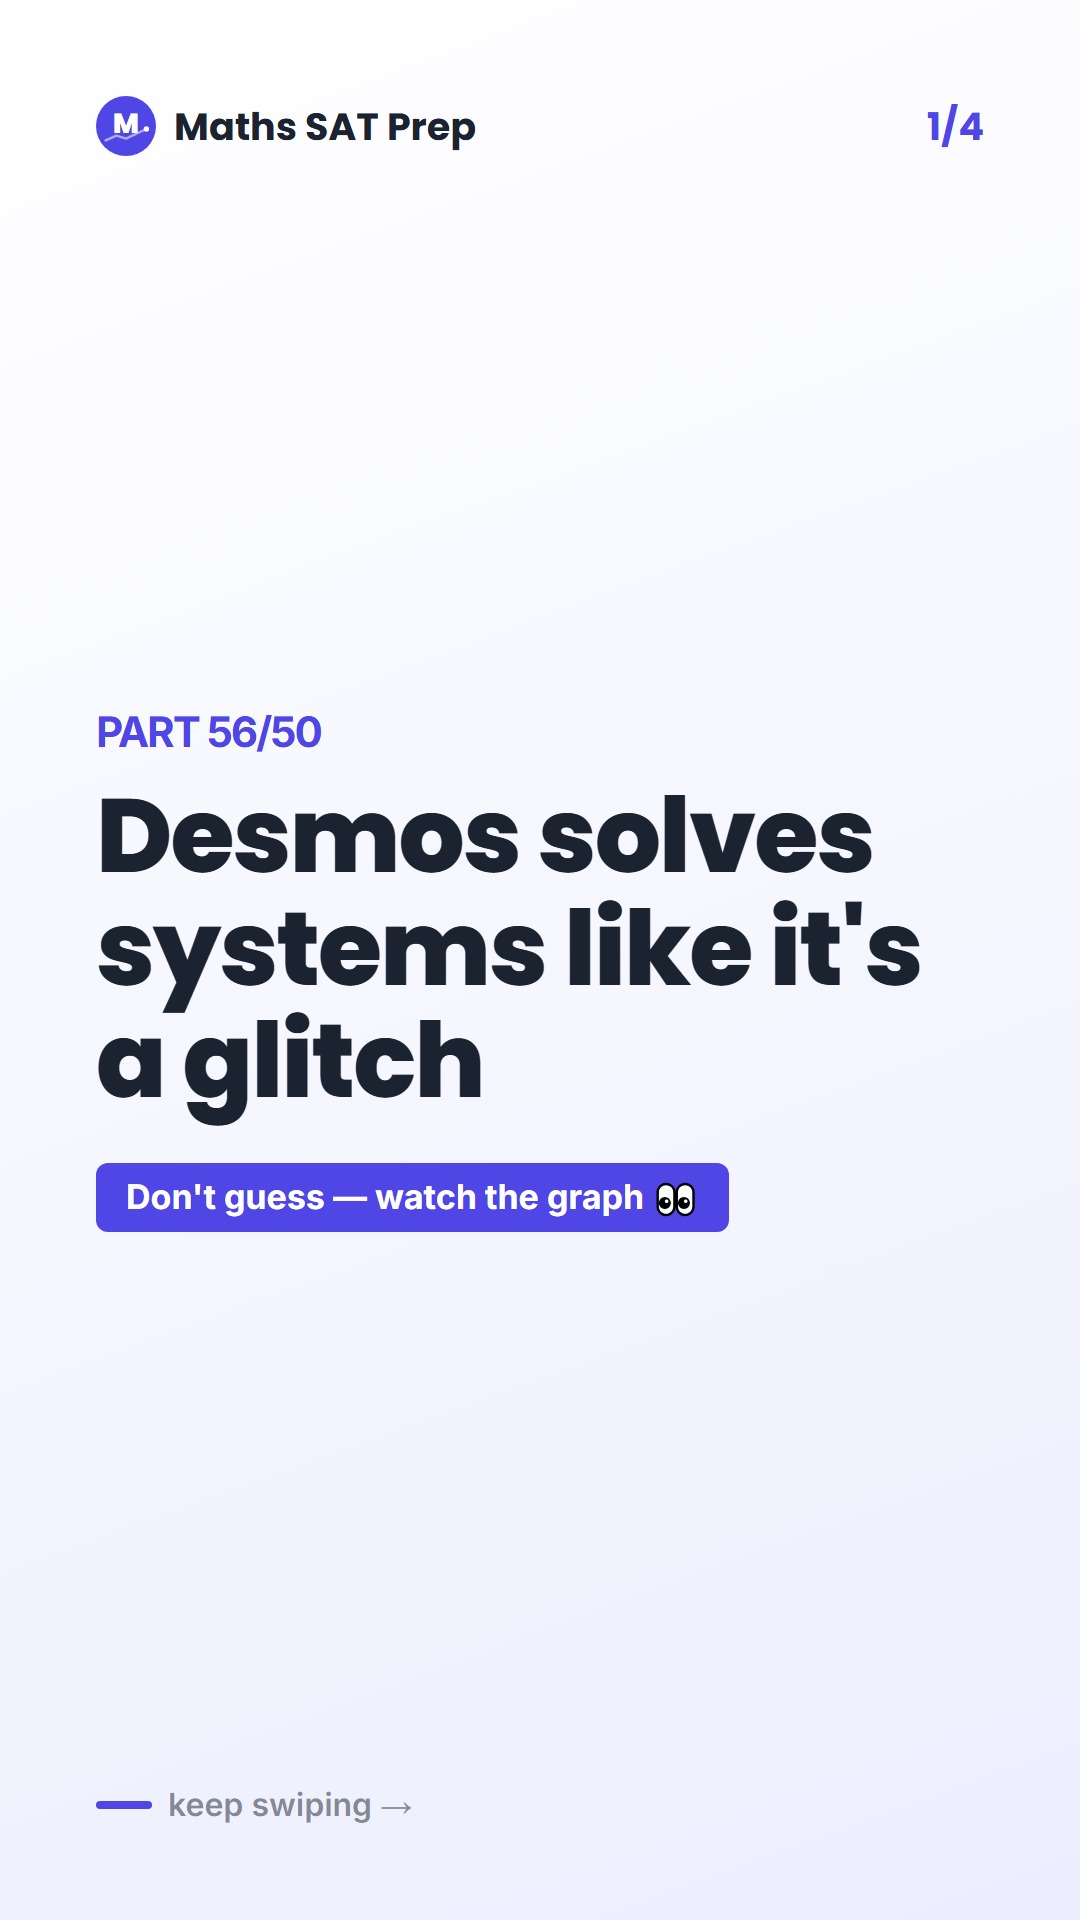 M
Maths SAT Prep
1/4
PART 56/50
Desmos solves
systems like it's
a glitch
Don't guess — watch the graph 👀
keep swiping →